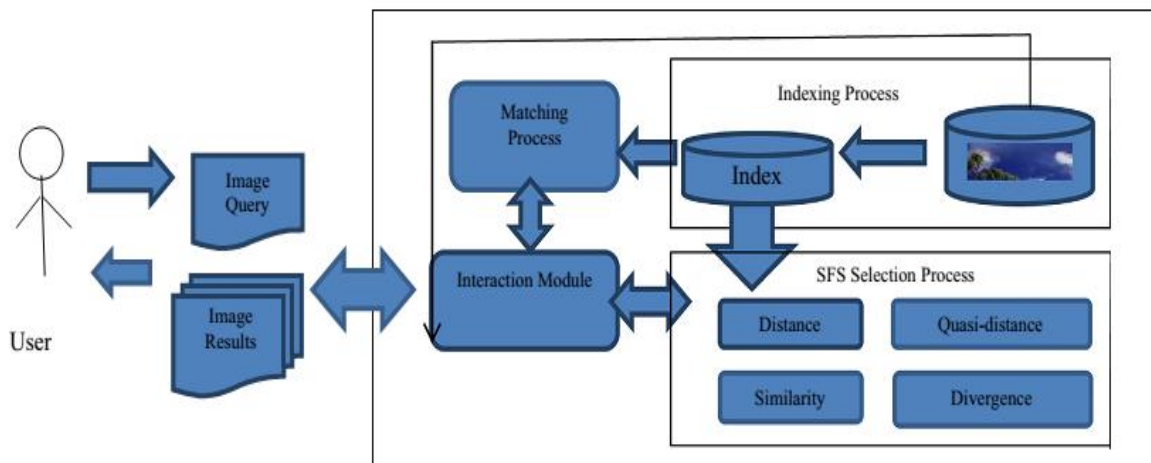 Indexing Process
Matching
Process
Index
Image
Query
Interaction Module
SFS Selection Process
Image
Results
User
Distance
Quasi-distance
Similarity
Divergence